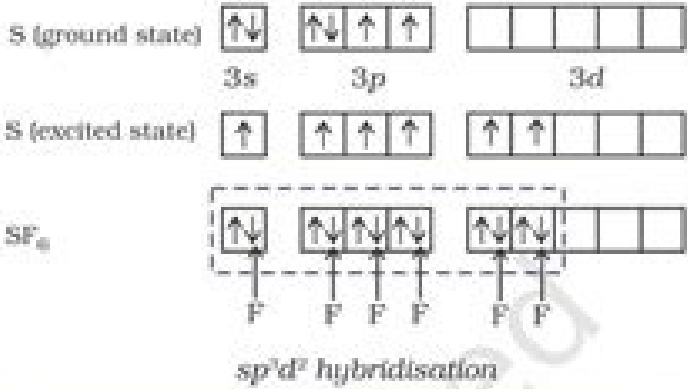 S (ground state) ↑↓ ↑↓ ↑ ↑
3s 3p 3d
S (excited state) ↑ ↑ ↑ ↑ ↑ ↑
SF₆ ↑↓ ↑↓ ↑↓ ↑↓ ↑↓ ↑↓
F F F F F F
sp³d² hybridisation